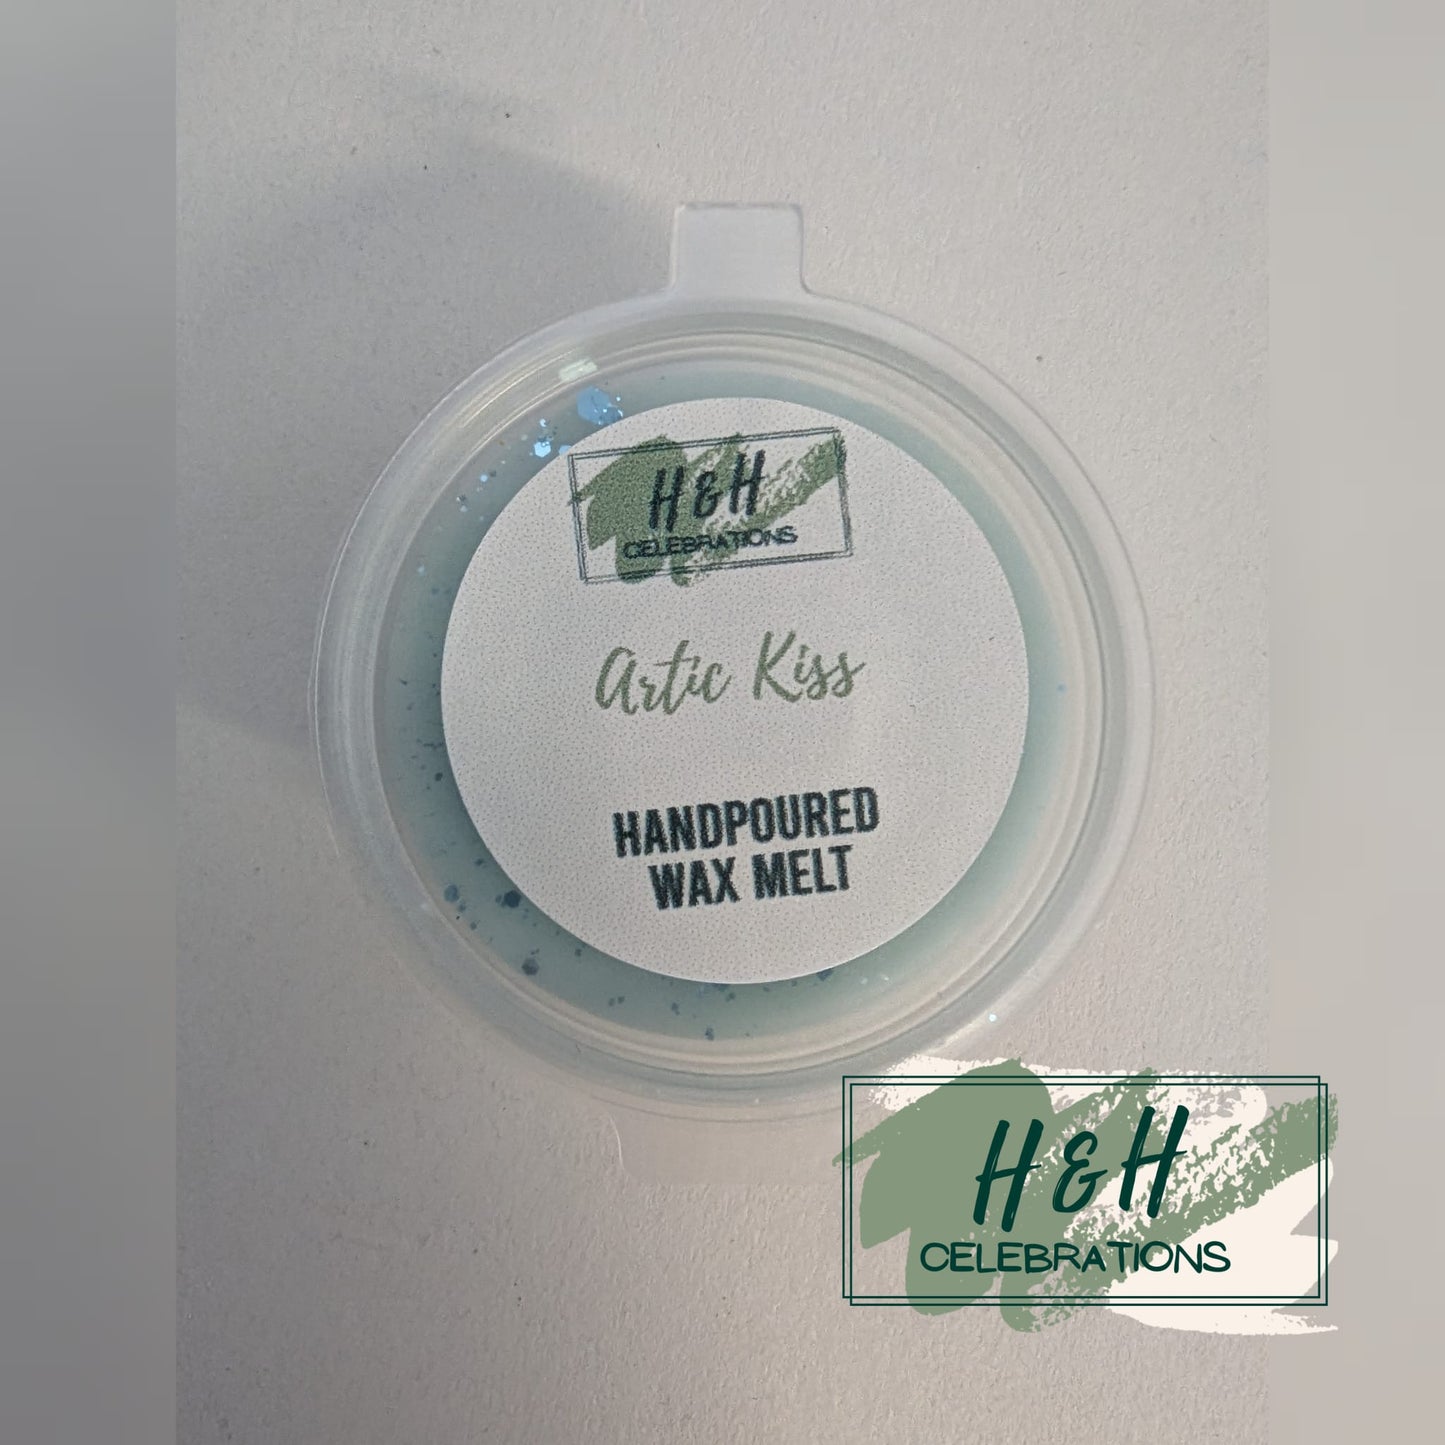 H & H
CELEBRATIONS
Artic Kiss
HANDPOURED
WAX MELT
H & H
CELEBRATIONS